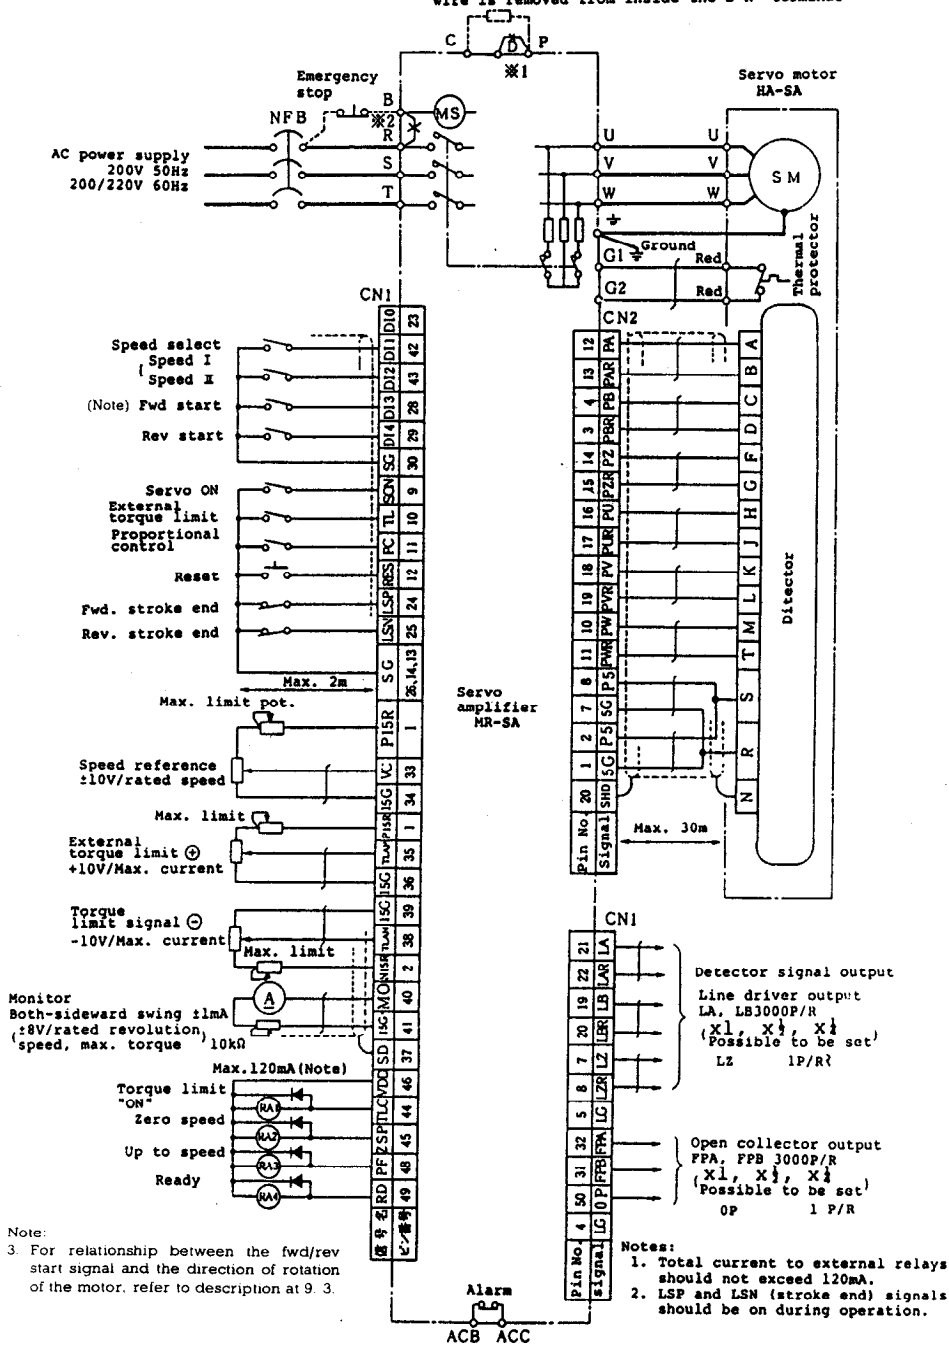 C
D
P
※1
Servo motor
HA-SA
Emergency
stop
NFB
B
※2
MS
R
S
T
AC power supply
200V 50Hz
200/220V 60Hz
U
V
W
U
V
W
SM
Ground
G1
G2
Red
Red
Thermal
protector
CN1
DI0 23
Speed select
Speed I
DI1 42
Speed II
DI2 43
(Note) Fwd start
DI3 28
Rev start
DI4 29
SG 30
Servo ON
SON 9
External
torque limit
TL 10
Proportional
control
PC 11
Reset
RES 12
Fwd. stroke end
LSP 24
Rev. stroke end
LSN 25
SG 26,14,13
Max. 2m
Max. limit pot.
P15R 1
Speed reference
±10V/rated speed
VC 33
15G 34
Max. limit
P15R 1
External
torque limit ⊕
+10V/Max. current
TLAP 35
15G 36
Torque
limit signal ⊖
-10V/Max. current
15G 39
TLAN 38
Max. limit
N15R 2
Monitor
Both-sideward swing ±1mA
(±8V/rated revolution
speed, max. torque)
A
10kΩ
MO 40
15G 41
SD 37
Max.120mA(Note)
VDD 46
Torque limit
"ON"
RA1
TLC 44
Zero speed
RA2
ZSP 45
Up to speed
RA3
PF 48
Ready
RA4
RD 49
信号名
ピン番号
Servo
amplifier
MR-SA
CN2
12 PA A
13 PAR B
4 PB C
3 PBR D
14 PZ F
15 PZR G
16 PU H
17 PUR J
18 PV K
19 PVR L
10 PW M
11 PWR T
8 P5
S
7 5G
2 P5
R
1 5G
20 SHD N
Pin No.
Signal
Max. 30m
Ditector
CN1
21 LA
22 LAR
19 LB
20 LBR
7 LZ
8 LZR
5 LG
32 FPA
31 FPB
50 OP
4 LG
Pin No.
signal
Detector signal output
Line driver output
LA, LB3000P/R
(X1, X½, X¼
Possible to be set)
LZ 1P/R
Open collector output
FPA, FPB 3000P/R
(X1, X½, X¼
Possible to be set)
OP 1 P/R
Note:
3. For relationship between the fwd/rev
start signal and the direction of rotation
of the motor, refer to description at 9. 3.
Alarm
ACB ACC
Notes:
1. Total current to external relays
should not exceed 120mA.
2. LSP and LSN (stroke end) signals
should be on during operation.